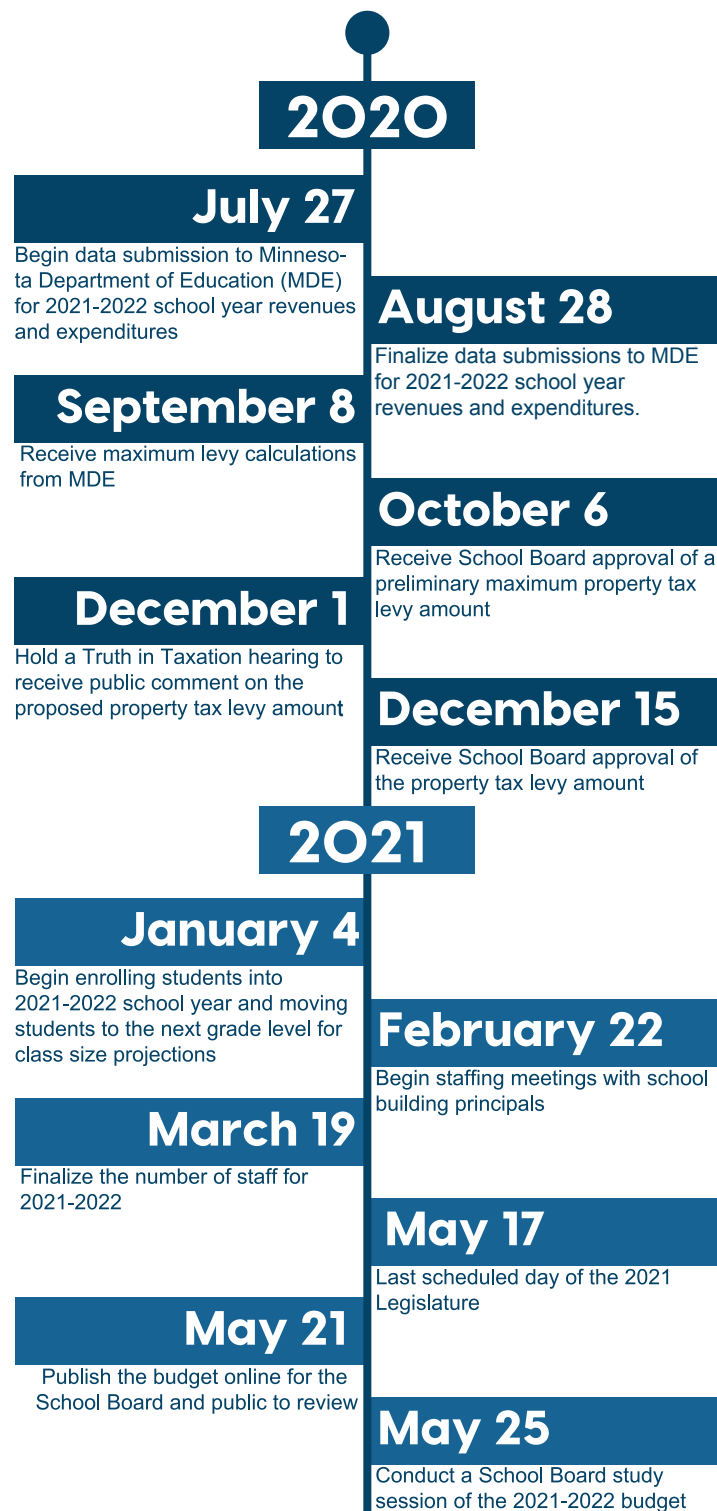 2020
July 27
Begin data submission to Minneso-
ta Department of Education (MDE)
for 2021-2022 school year revenues
and expenditures
August 28
Finalize data submissions to MDE
for 2021-2022 school year
revenues and expenditures.
September 8
Receive maximum levy calculations
from MDE
October 6
Receive School Board approval of a
preliminary maximum property tax
levy amount
December 1
Hold a Truth in Taxation hearing to
receive public comment on the
proposed property tax levy amount.
December 15
Receive School Board approval of
the property tax levy amount
2021
January 4
Begin enrolling students into
2021-2022 school year and moving
students to the next grade level for
class size projections
February 22
Begin staffing meetings with school
building principals
March 19
Finalize the number of staff for
2021-2022
May 17
Last scheduled day of the 2021
Legislature
May 21
Publish the budget online for the
School Board and public to review
May 25
Conduct a School Board study
session of the 2021-2022 budget